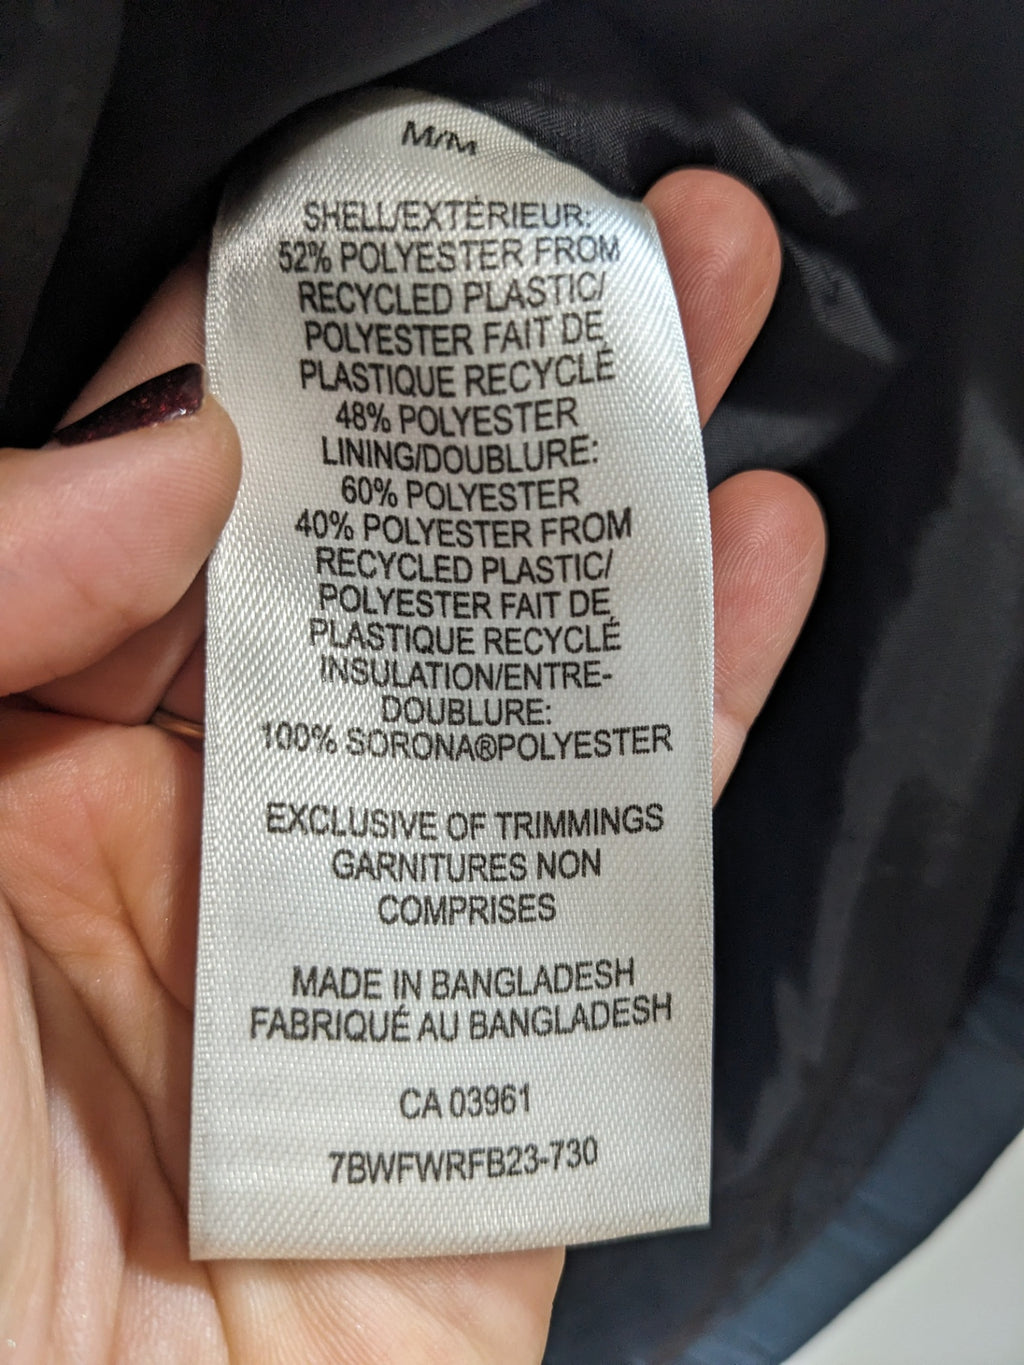 M/M
SHELL/EXTÉRIEUR:
52% POLYESTER FROM
RECYCLED PLASTIC/
POLYESTER FAIT DE
PLASTIQUE RECYCLÉ
48% POLYESTER
LINING/DOUBLURE:
60% POLYESTER
40% POLYESTER FROM
RECYCLED PLASTIC/
POLYESTER FAIT DE
PLASTIQUE RECYCLÉ
INSULATION/ENTRE-
DOUBLURE:
100% SORONA®POLYESTER
EXCLUSIVE OF TRIMMINGS
GARNITURES NON
COMPRISES
MADE IN BANGLADESH
FABRIQUÉ AU BANGLADESH
CA 03961
7BWFWRFB23-730